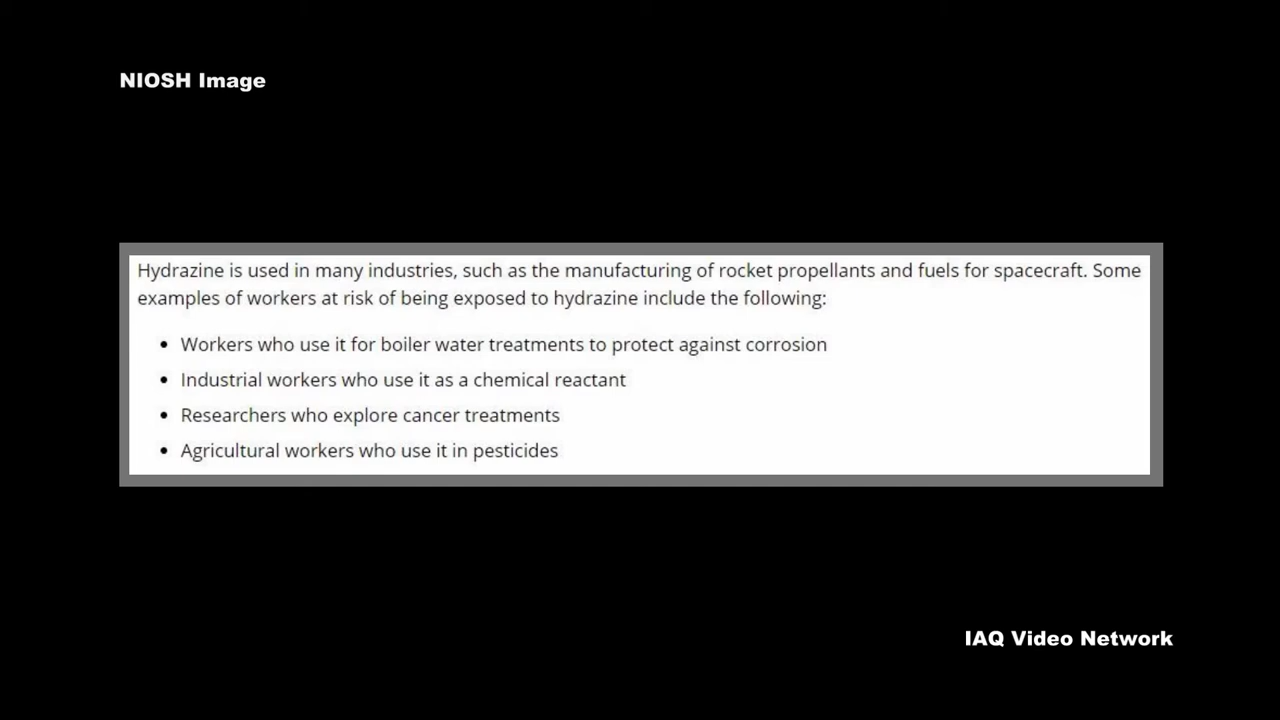 NIOSH Image
Hydrazine is used in many industries, such as the manufacturing of rocket propellants and fuels for spacecraft. Some
examples of workers at risk of being exposed to hydrazine include the following:
• Workers who use it for boiler water treatments to protect against corrosion
• Industrial workers who use it as a chemical reactant
• Researchers who explore cancer treatments
• Agricultural workers who use it in pesticides
IAQ Video Network